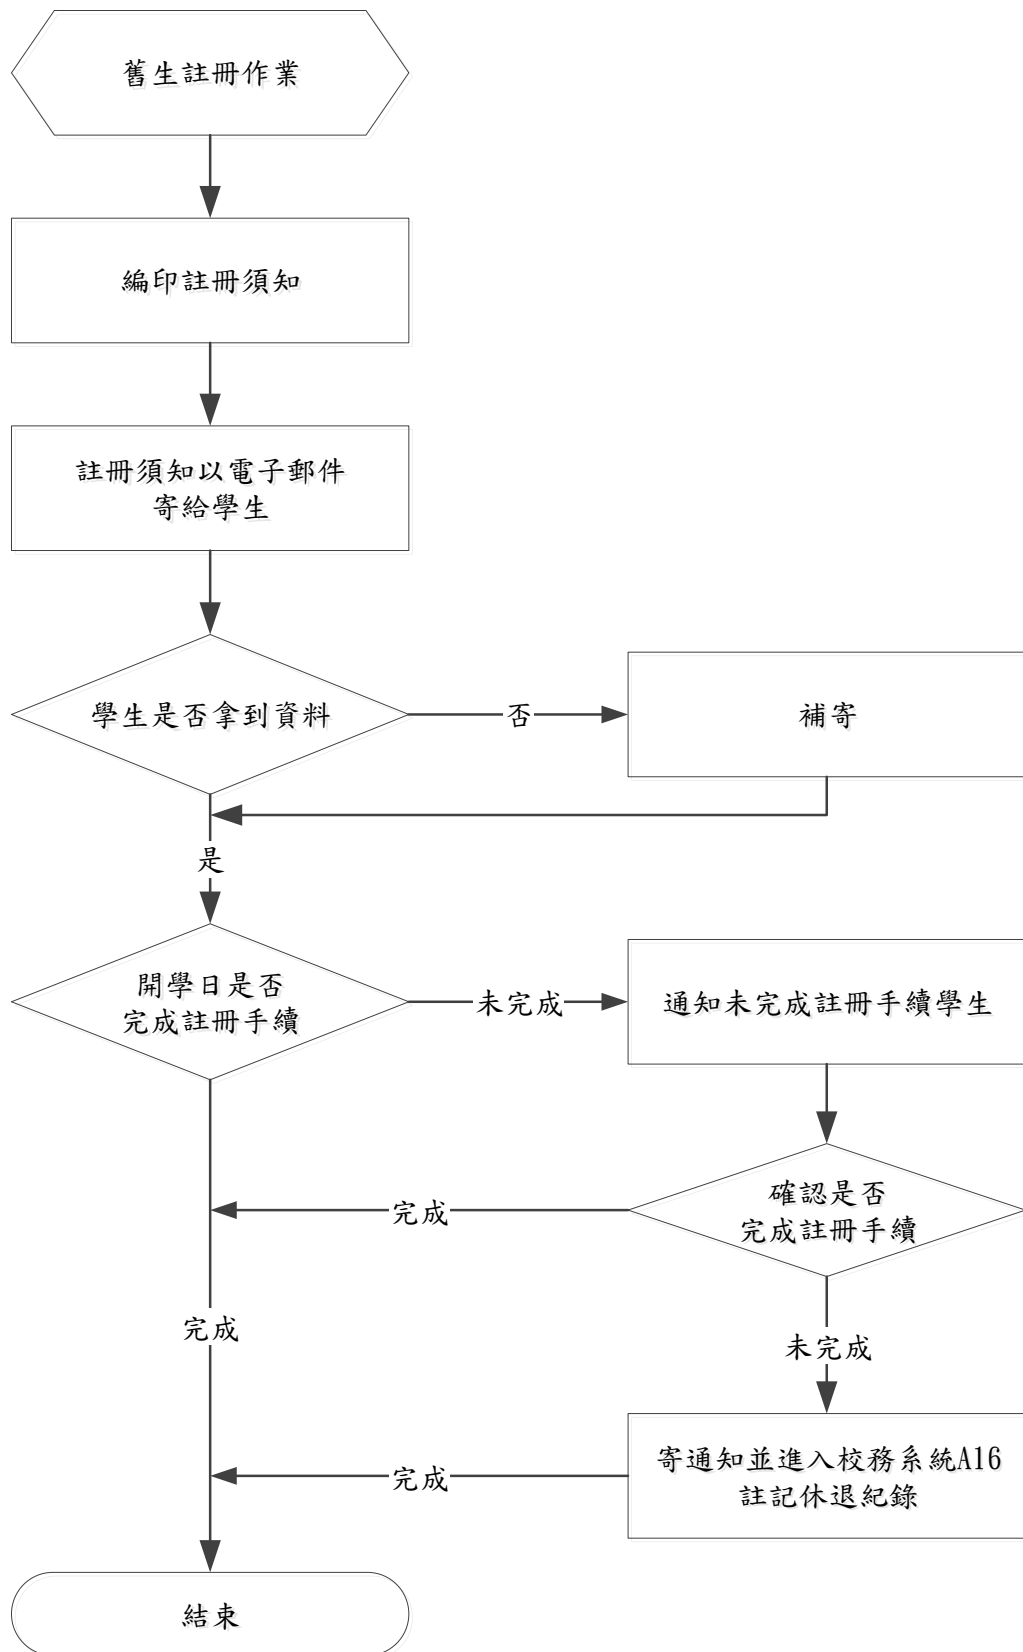 舊生註冊作業
編印註冊須知
註冊須知以電子郵件
寄給學生
學生是否拿到資料
否
補寄
是
開學日是否
完成註冊手續
未完成
通知未完成註冊手續學生
確認是否
完成註冊手續
完成
完成
未完成
寄通知並進入校務系統A16
註記休退紀錄
完成
結束